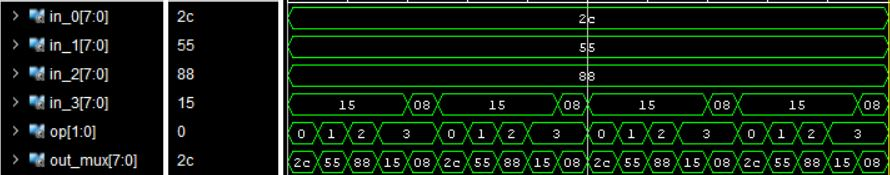 in_0[7:0] 2c 2c
in_1[7:0] 55 55
in_2[7:0] 88 88
in_3[7:0] 15 15 08 15 08 15 08 15 08
op[1:0] 0 0 1 2 3 0 1 2 3 0 1 2 3 0 1 2 3
out_mux[7:0] 2c 2c 55 88 15 08 2c 55 88 15 08 2c 55 88 15 08 2c 55 88 15 08